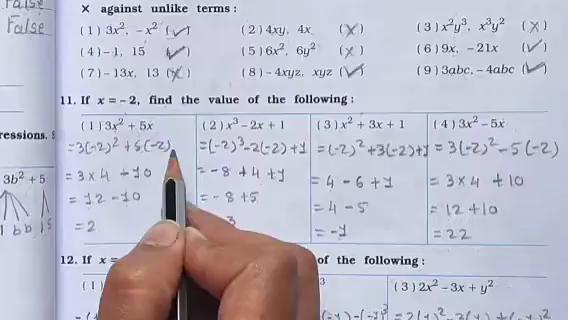 False
False
× against unlike terms :
(1) 3x², –x² (✓) (2) 4xy, 4x (×) (3) x²y³, x³y² (×)
(4) –1, 15 ✓ (5) 6x², 6y² (×) (6) 9x, –21x (✓)
(7) –13x, 13 (×) (8) –4xyz, xyz (✓) (9) 3abc, –4abc (✓)
11. If x = –2, find the value of the following :
(1) 3x² + 5x (2) x³ – 2x + 1 (3) x² + 3x + 1 (4) 3x² – 5x
=3(-2)²+5(-2) =(-2)³-2(-2)+1 =(-2)²+3(-2)+1 =3(-2)²-5(-2)
ressions.
3b² + 5
=3×4 -10 =-8+4+1 =4-6+1 =3×4+10
=12-10 =-8+5 =4-5 =12+10
b b 5
=2 3 =-1 =22
12. If x = of the following :
(1) 3 (3) 2x² – 3x + y²